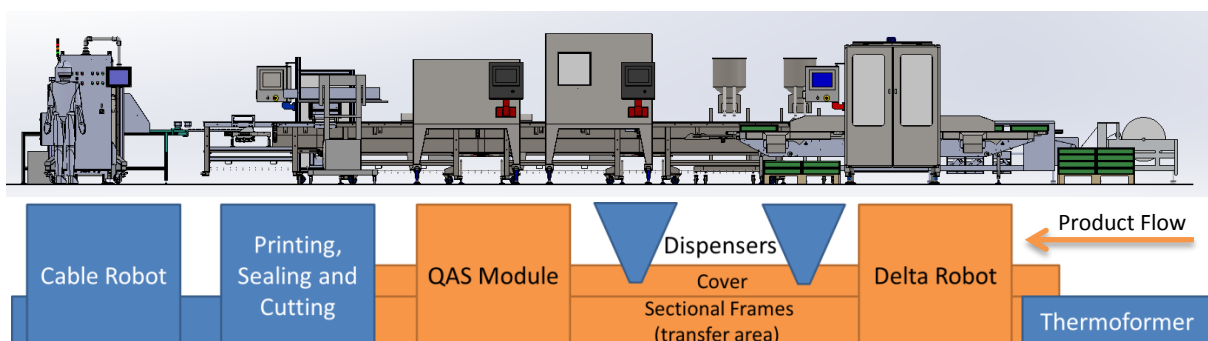 Product Flow
Cable Robot
Printing,
Sealing and
Cutting
QAS Module
Dispensers
Cover
Sectional Frames
(transfer area)
Delta Robot
Thermoformer